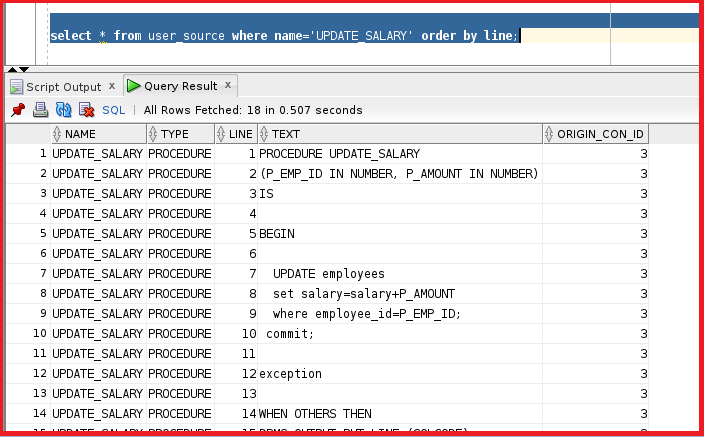 select * from user_source where name='UPDATE_SALARY' order by line;
Script Output x Query Result x
SQL | All Rows Fetched: 18 in 0.507 seconds
NAME TYPE LINE TEXT ORIGIN_CON_ID
1 UPDATE_SALARY PROCEDURE 1 PROCEDURE UPDATE_SALARY 3
2 UPDATE_SALARY PROCEDURE 2 (P_EMP_ID IN NUMBER, P_AMOUNT IN NUMBER) 3
3 UPDATE_SALARY PROCEDURE 3 IS 3
4 UPDATE_SALARY PROCEDURE 4 3
5 UPDATE_SALARY PROCEDURE 5 BEGIN 3
6 UPDATE_SALARY PROCEDURE 6 3
7 UPDATE_SALARY PROCEDURE 7 UPDATE employees 3
8 UPDATE_SALARY PROCEDURE 8 set salary=salary+P_AMOUNT 3
9 UPDATE_SALARY PROCEDURE 9 where employee_id=P_EMP_ID; 3
10 UPDATE_SALARY PROCEDURE 10 commit; 3
11 UPDATE_SALARY PROCEDURE 11 3
12 UPDATE_SALARY PROCEDURE 12 exception 3
13 UPDATE_SALARY PROCEDURE 13 3
14 UPDATE_SALARY PROCEDURE 14 WHEN OTHERS THEN 3